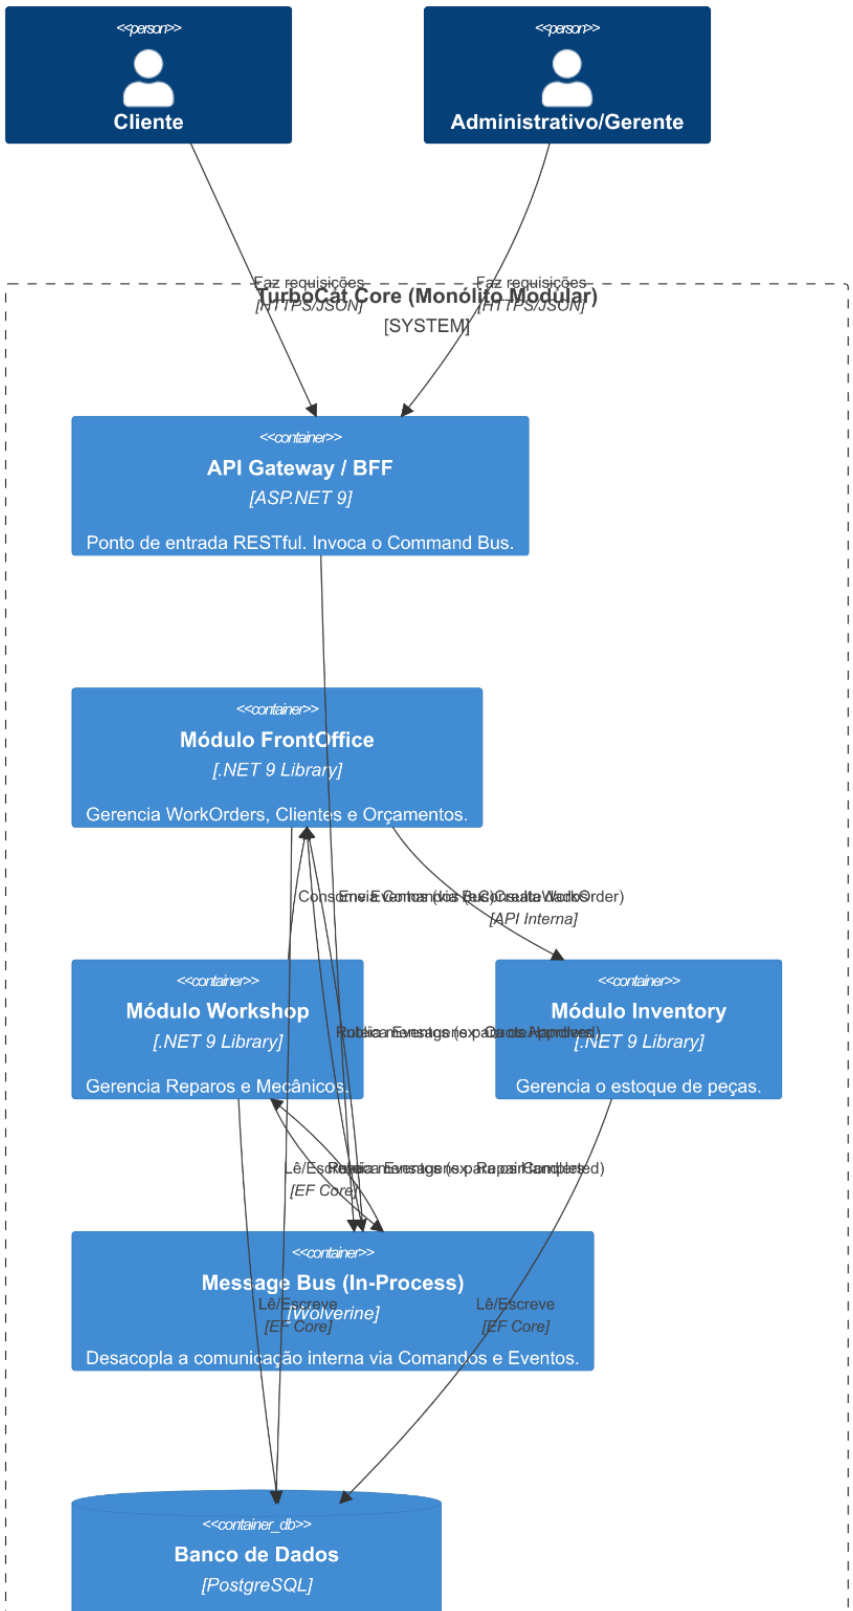 <<person>>
Cliente
<<person>>
Administrativo/Gerente
Faz requisições
[HTTPS/JSON]
Faz requisições
[HTTPS/JSON]
TurboCat Core (Monólito Modular)
[SYSTEM]
<<container>>
API Gateway / BFF
[ASP.NET 9]
Ponto de entrada RESTful. Invoca o Command Bus.
<<container>>
Módulo FrontOffice
[.NET 9 Library]
Gerencia WorkOrders, Clientes e Orçamentos.
[API Interna]
<<container>>
Módulo Workshop
[.NET 9 Library]
Gerencia Reparos e Mecânicos.
<<container>>
Módulo Inventory
[.NET 9 Library]
Gerencia o estoque de peças.
Lê/Escreve
[EF Core]
<<container>>
Message Bus (In-Process)
[Wolverine]
Desacopla a comunicação interna via Comandos e Eventos.
Lê/Escreve
[EF Core]
Lê/Escreve
[EF Core]
<<container_db>>
Banco de Dados
[PostgreSQL]